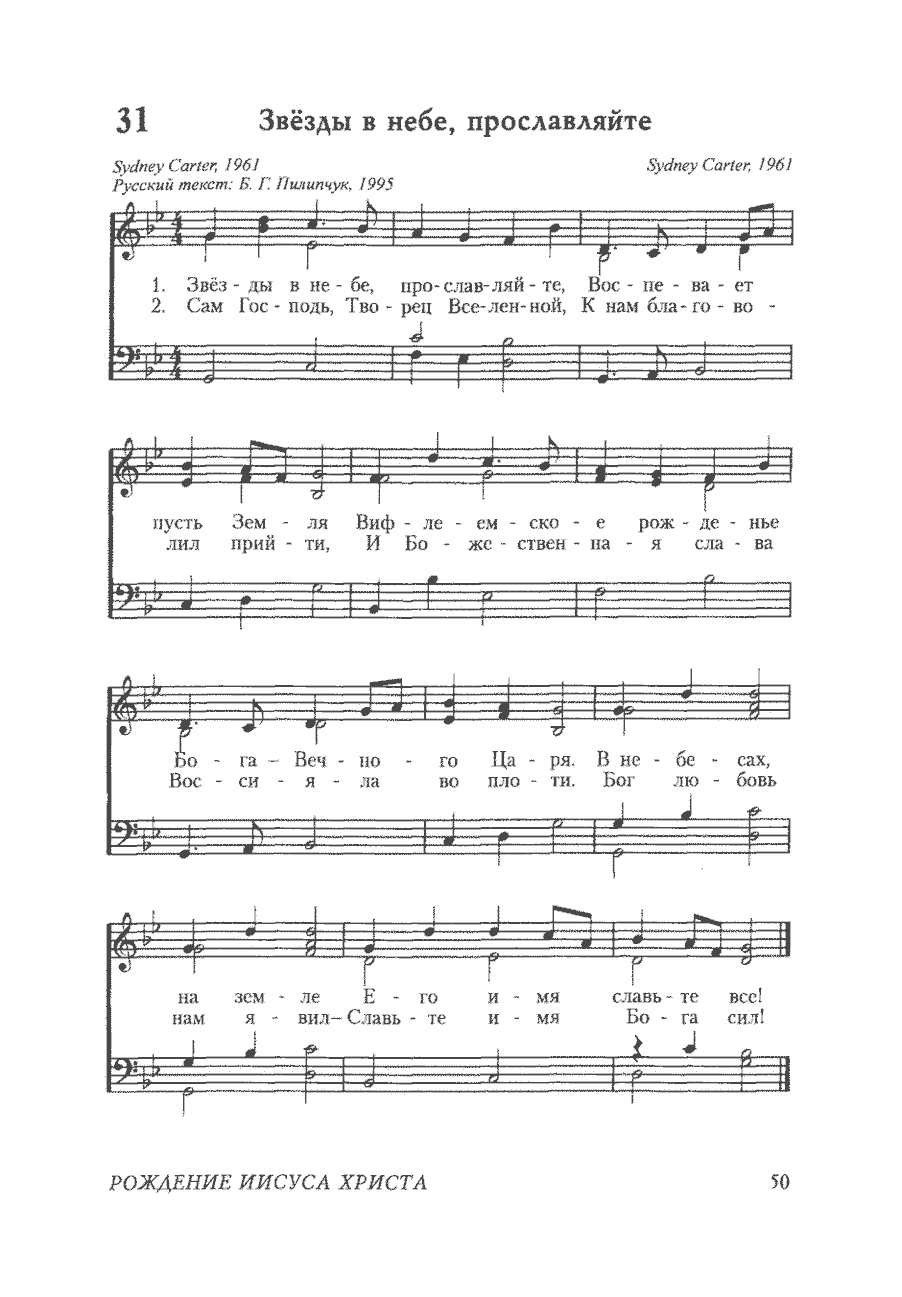 31 Звёзды в небе, прославляйте
Sydney Carter, 1961 Sydney Carter, 1961
Русский текст: Б. Г. Пилипчук, 1995
1. Звёз - ды в не - бе, про - слав - ляй - те, Вос - пе - ва - ет
2. Сам Гос - подь, Тво - рец Все - лен - ной, К нам бла - го - во -
пусть Зем - ля Виф - ле - ем - ско - е рож - де - нье
лил прий - ти, И Бо - же - ствен - на - я сла - ва
Бо - га – Веч - но - го Ца - ря. В не - бе - сах,
Вос - си - я - ла во пло - ти. Бог лю - бовь
на зем - ле Е - го и - мя славь - те все!
нам я - вил – Славь - те и - мя Бо - га сил!
РОЖДЕНИЕ ИИСУСА ХРИСТА 50